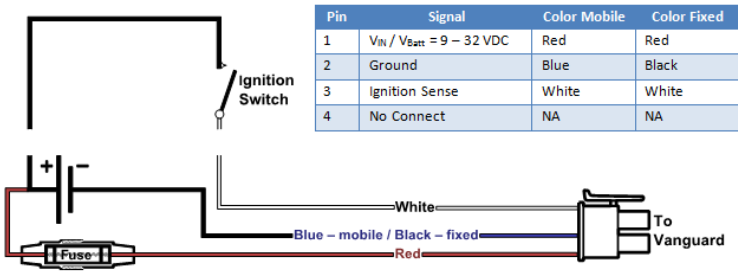 Pin Signal Color Mobile Color Fixed
1 VIN / VBatt = 9 – 32 VDC Red Red
2 Ground Blue Black
3 Ignition Sense White White
4 No Connect NA NA
Ignition
Switch
+ −
White
Blue – mobile / Black – fixed
Red
Fuse
To
Vanguard